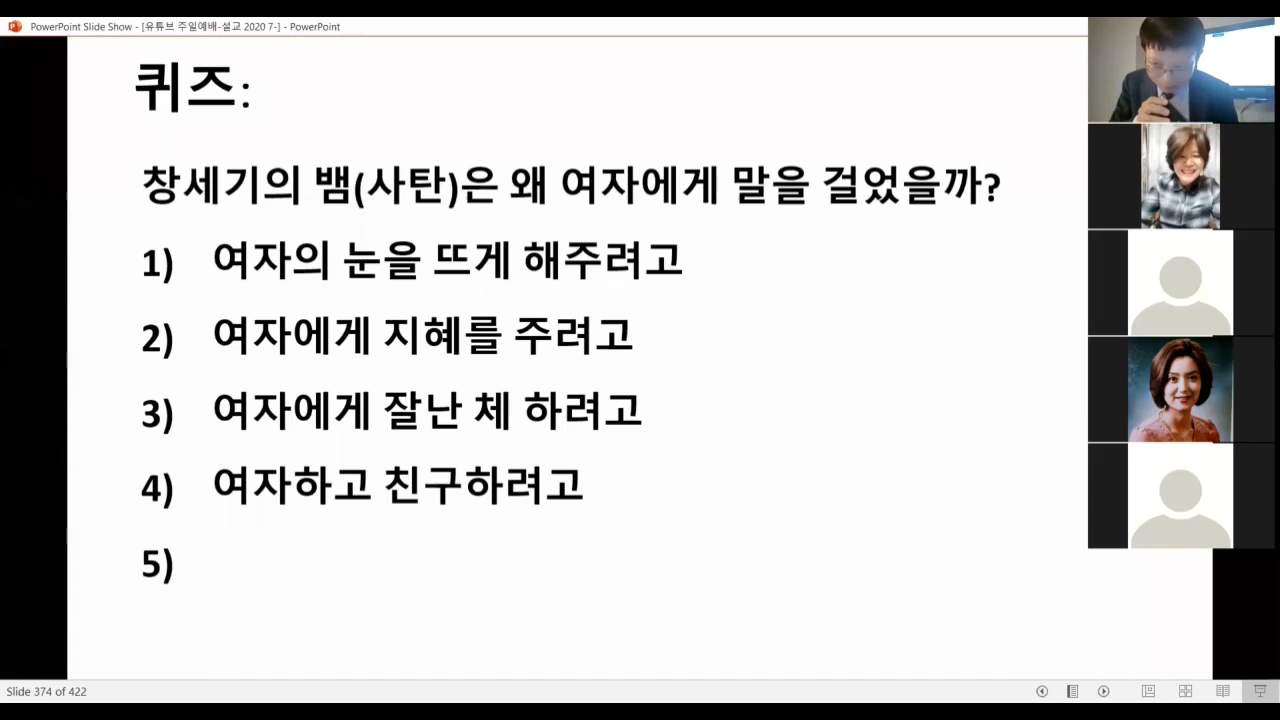 PowerPoint Slide Show - [유튜브 주일예배-설교 2020 7-] - PowerPoint
퀴즈:
창세기의 뱀(사탄)은 왜 여자에게 말을 걸었을까?
1) 여자의 눈을 뜨게 해주려고
2) 여자에게 지혜를 주려고
3) 여자에게 잘난 체 하려고
4) 여자하고 친구하려고
5)
Slide 374 of 422